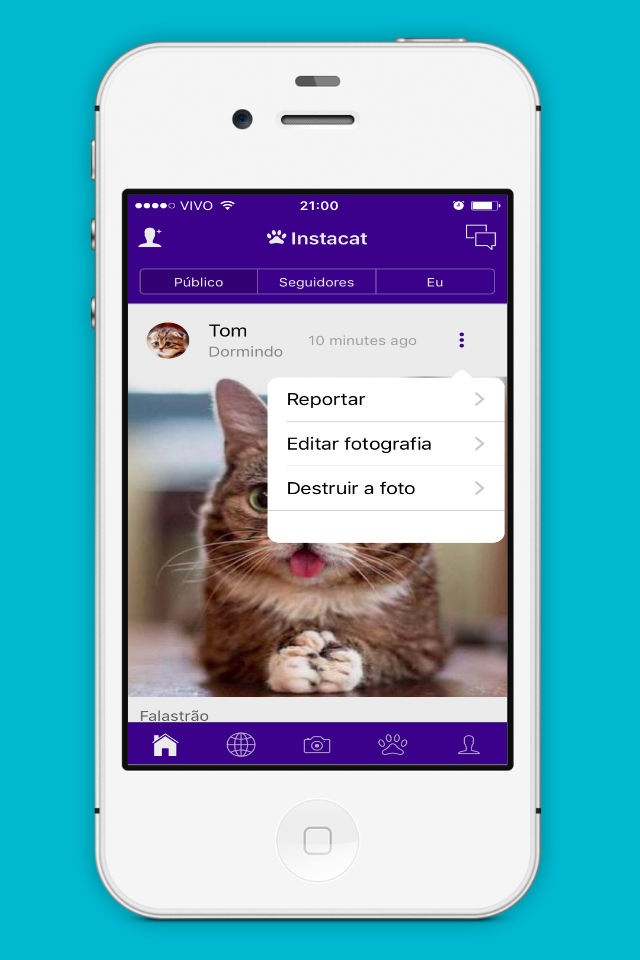 VIVO 21:00
Instacat
Público Seguidores Eu
Tom
10 minutes ago
Dormindo
Reportar
Editar fotografia
Destruir a foto
Falastrão